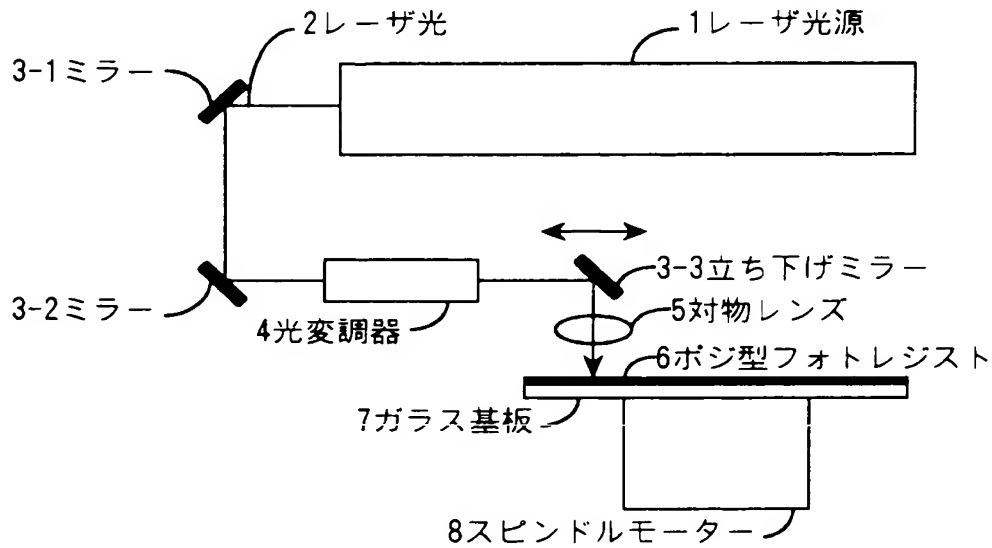 2レーザ光
1レーザ光源
3-1ミラー
3-3立ち下げミラー
3-2ミラー
4光変調器
5対物レンズ
6ポジ型フォトレジスト
7ガラス基板
8スピンドルモーター